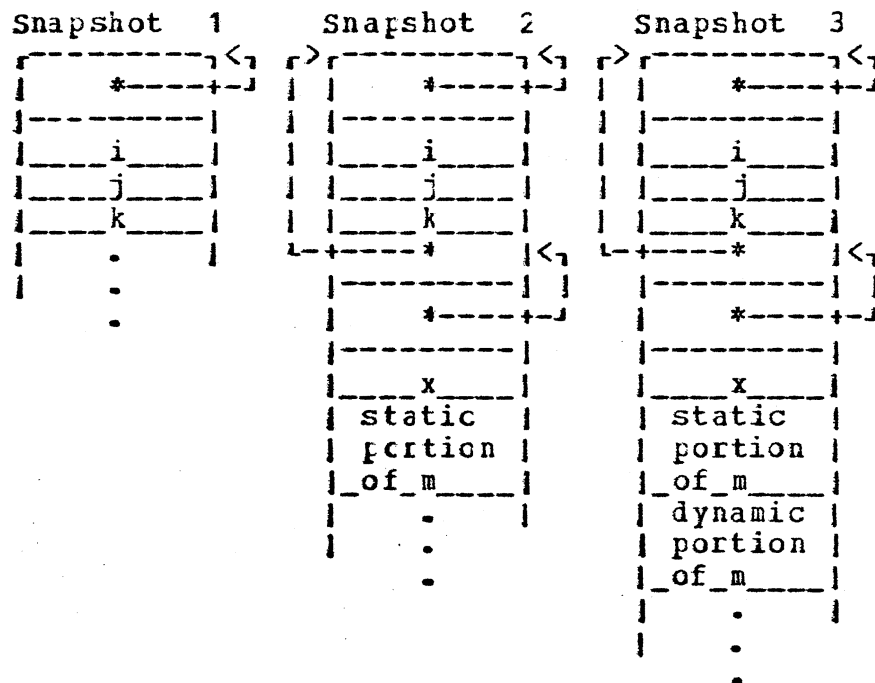 Snapshot 1 Snapshot 2 Snapshot 3
* * *
i i i
j j j
k k k
* *
* *
x x
static static
portion portion
of m of m
dynamic
portion
of m